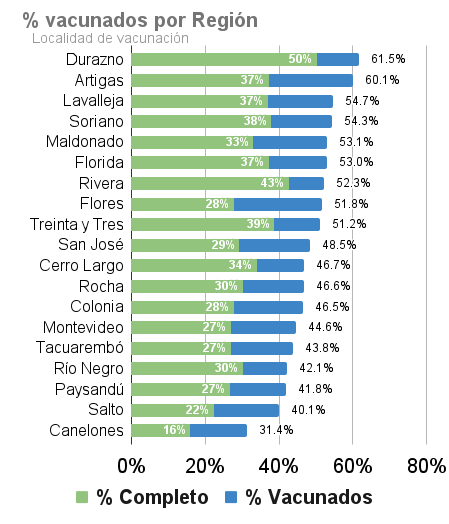 % vacunados por Región
Localidad de vacunación
Durazno 50% 61.5%
Artigas 37% 60.1%
Lavalleja 37% 54.7%
Soriano 38% 54.3%
Maldonado 33% 53.1%
Florida 37% 53.0%
Rivera 43% 52.3%
Flores 28% 51.8%
Treinta y Tres 39% 51.2%
San José 29% 48.5%
Cerro Largo 34% 46.7%
Rocha 30% 46.6%
Colonia 28% 46.5%
Montevideo 27% 44.6%
Tacuarembó 27% 43.8%
Río Negro 30% 42.1%
Paysandú 27% 41.8%
Salto 22% 40.1%
Canelones 16% 31.4%
0% 20% 40% 60% 80%
% Completo % Vacunados